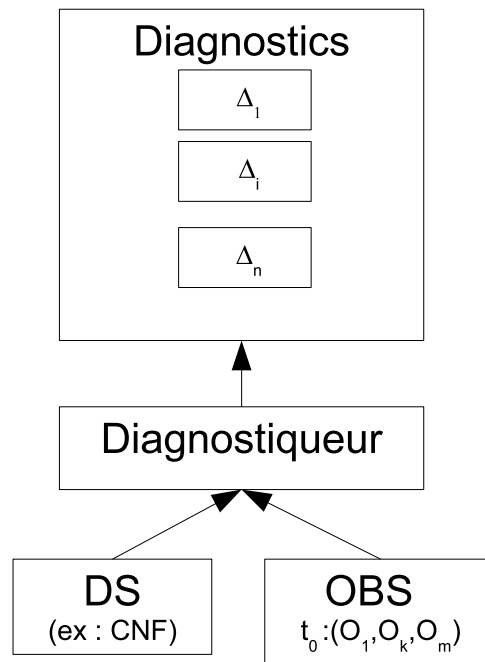 Diagnostics
Δ₁
Δᵢ
Δₙ
Diagnostiqueur
DS
(ex : CNF)
OBS
t₀:(O₁,Oₖ,Oₘ)